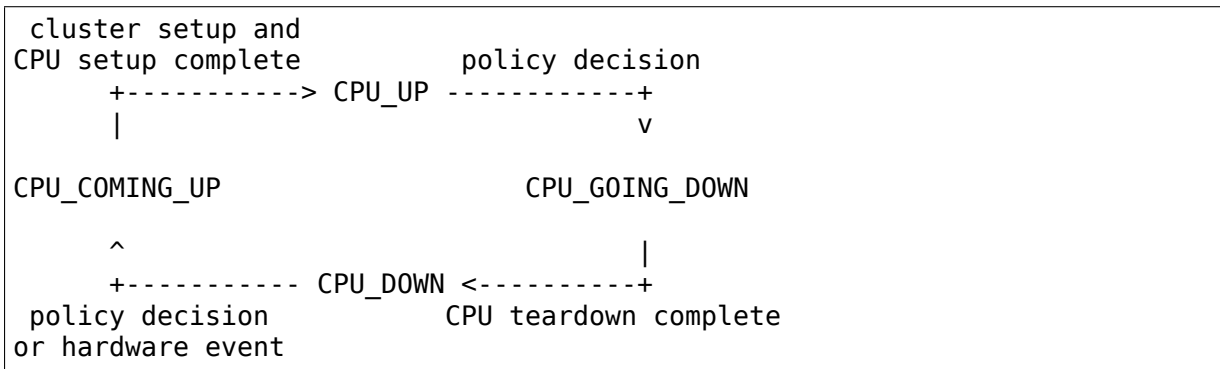 cluster setup and
CPU setup complete          policy decision
      +-----------> CPU_UP ------------+
      |                                v

CPU_COMING_UP                   CPU_GOING_DOWN

      ^                                |
      +----------- CPU_DOWN <----------+
 policy decision           CPU teardown complete
or hardware event